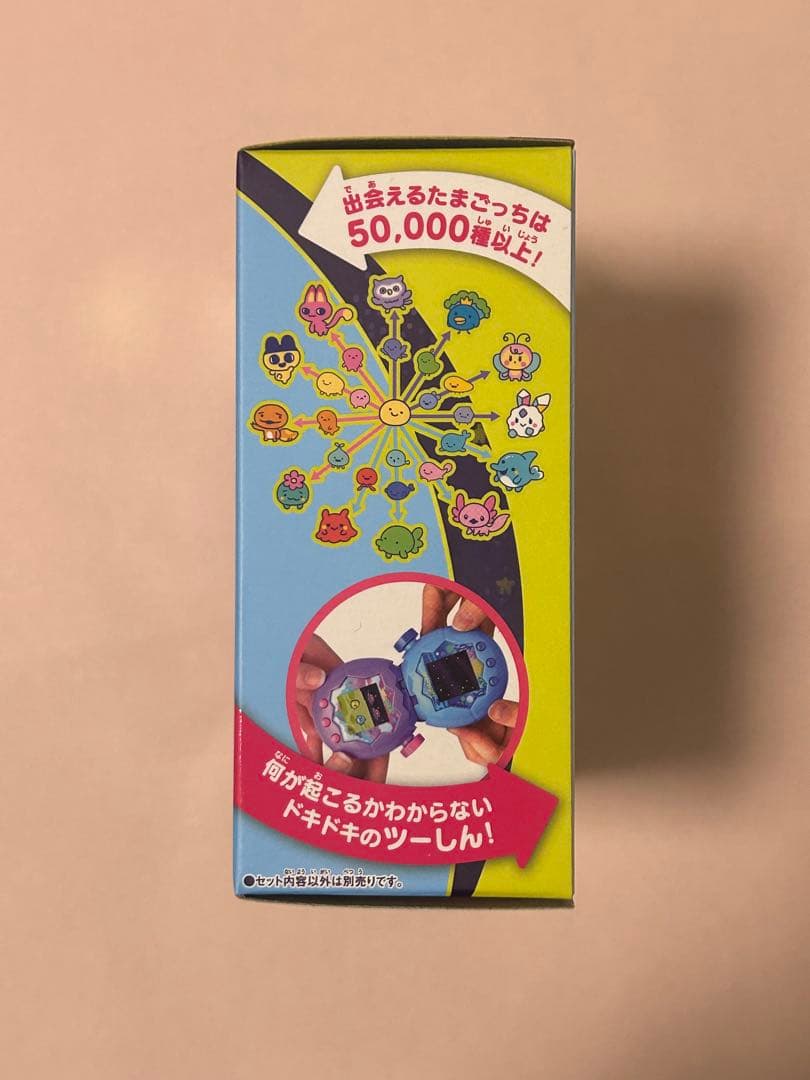 出会えるたまごっちは
50,000種以上!
何が起こるかわからない
ドキドキのツーしん!
●セット内容以外は別売りです。